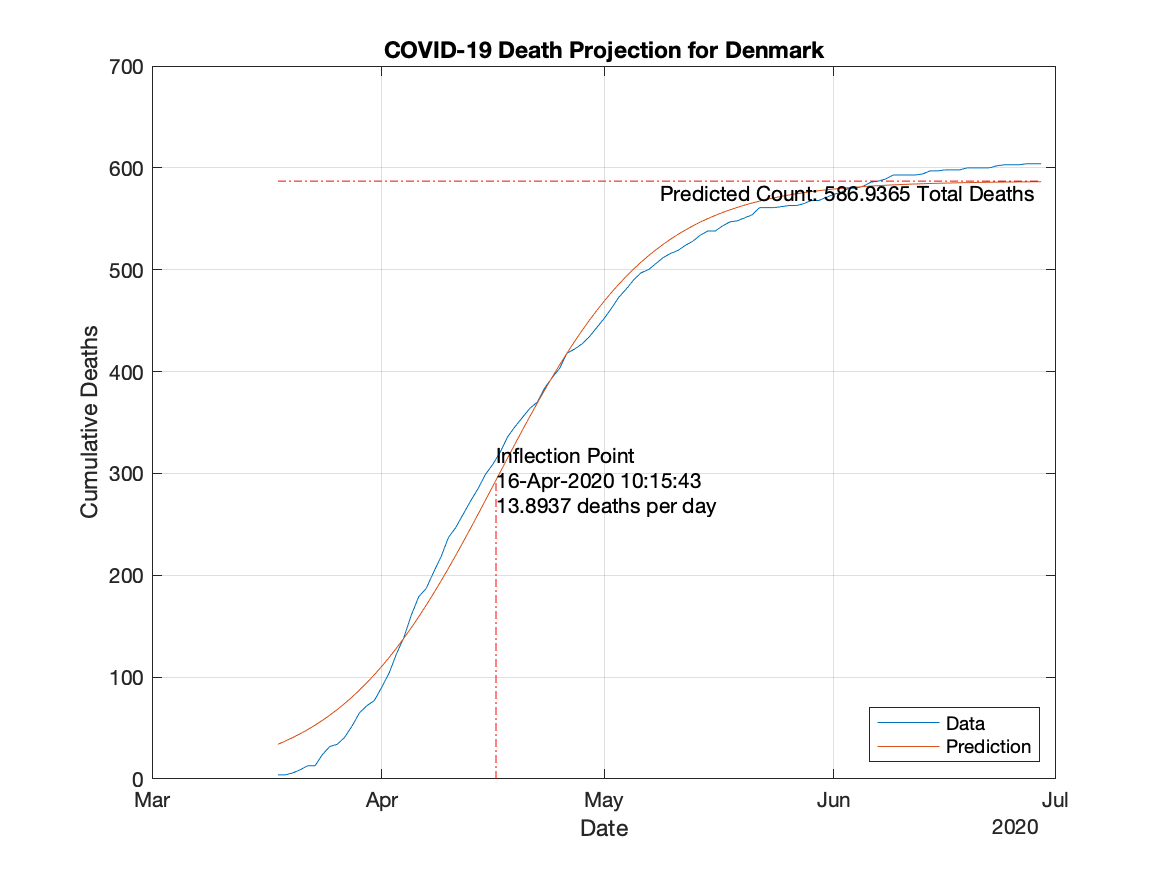 COVID-19 Death Projection for Denmark
700
600
500
400
300
200
100
0
Cumulative Deaths
Predicted Count: 586.9365 Total Deaths
Inflection Point
16-Apr-2020 10:15:43
13.8937 deaths per day
Data
Prediction
Mar Apr May Jun Jul
Date
2020